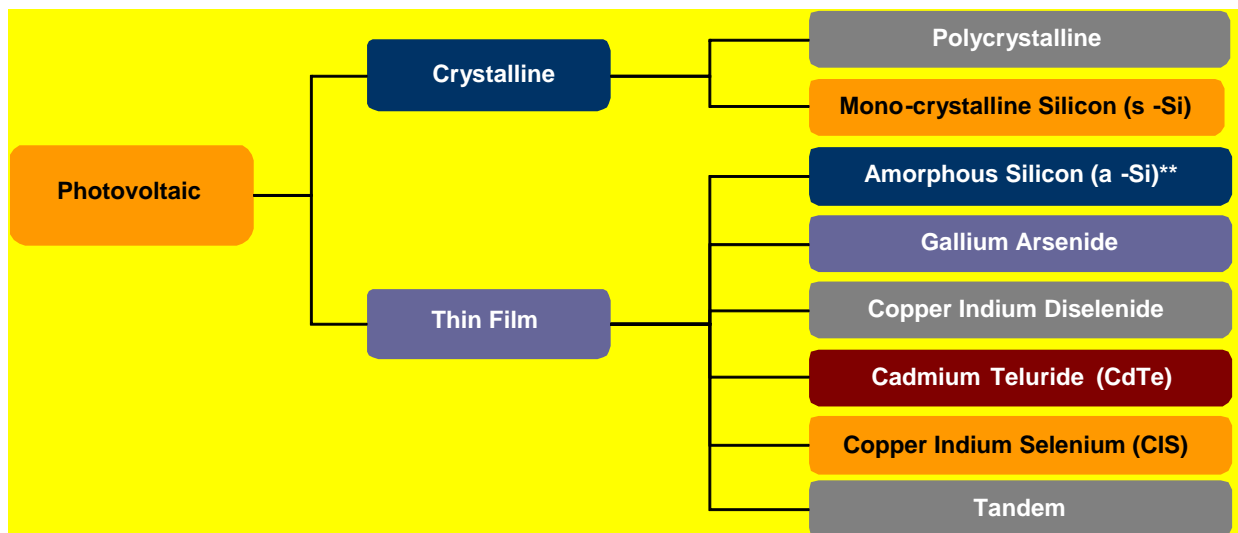 Polycrystalline
Crystalline
Mono-crystalline Silicon (s -Si)
Amorphous Silicon (a -Si)**
Photovoltaic
Gallium Arsenide
Copper Indium Diselenide
Thin Film
Cadmium Teluride (CdTe)
Copper Indium Selenium (CIS)
Tandem